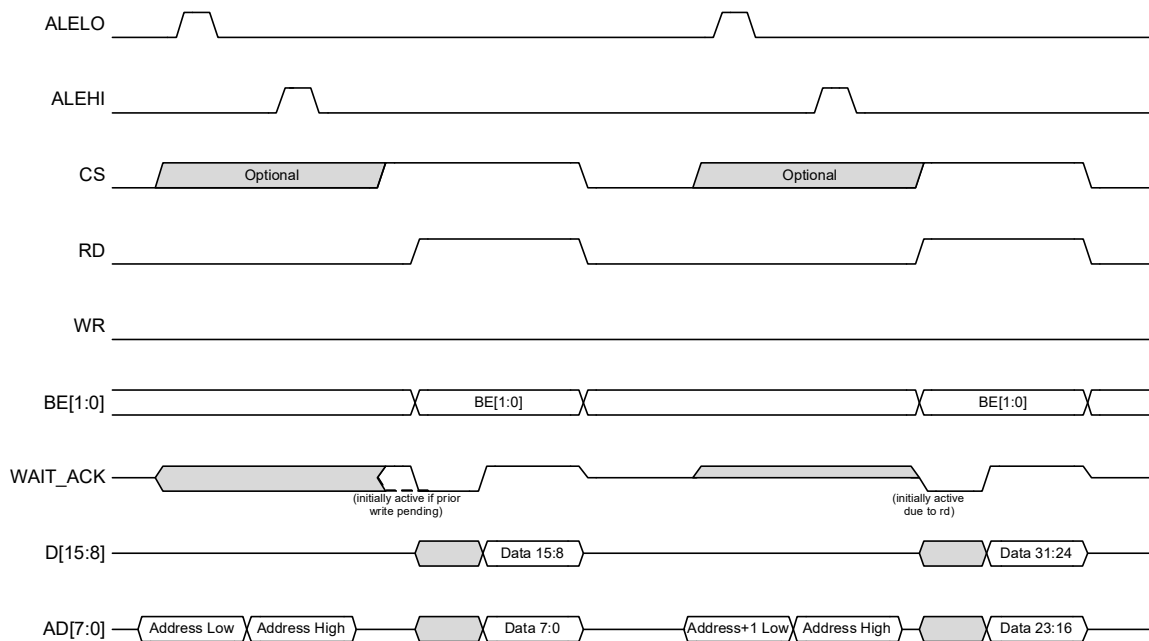 ALELO
ALEHI
CS
Optional
Optional
RD
WR
BE[1:0]
BE[1:0]
BE[1:0]
WAIT_ACK
(initially active if prior
write pending)
(initially active
due to rd)
D[15:8]
Data 15:8
Data 31:24
AD[7:0]
Address Low
Address High
Data 7:0
Address+1 Low
Address High
Data 23:16